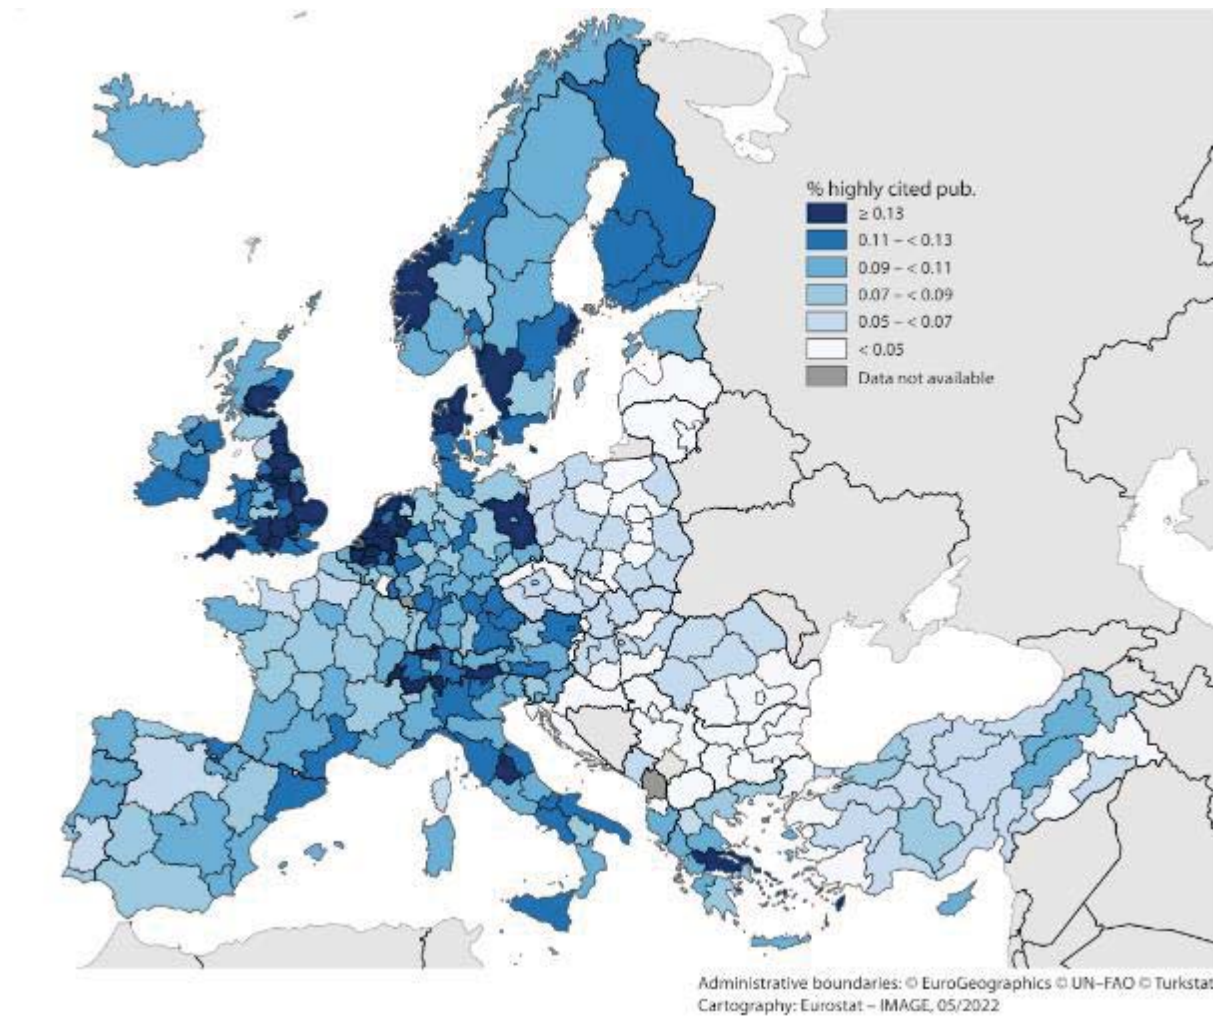 % highly cited pub.
≥ 0.13
0.11 – < 0.13
0.09 – < 0.11
0.07 – < 0.09
0.05 – < 0.07
< 0.05
Data not available
Administrative boundaries: © EuroGeographics © UN–FAO © Turkstat
Cartography: Eurostat – IMAGE, 05/2022